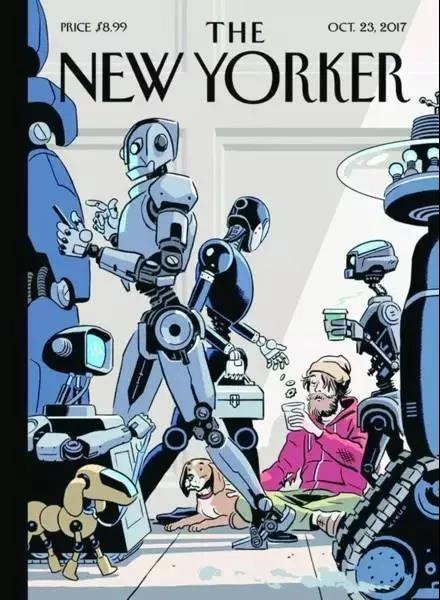 PRICE $8.99
THE
OCT. 23, 2017
NEW YORKER